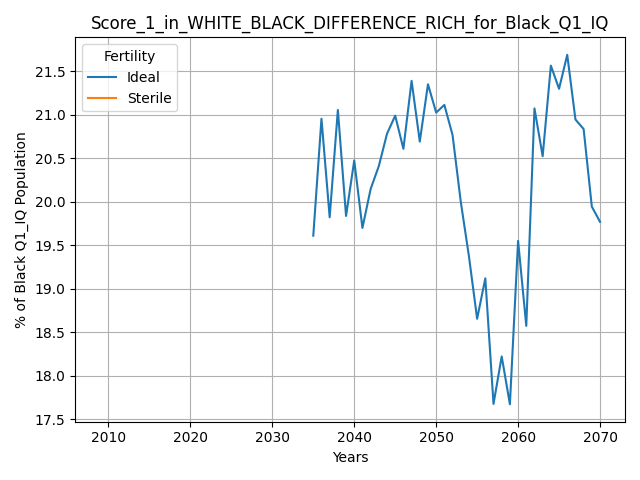 Score_1_in_WHITE_BLACK_DIFFERENCE_RICH_for_Black_Q1_IQ
Fertility
Ideal
Sterile
% of Black Q1_IQ Population
21.5
21.0
20.5
20.0
19.5
19.0
18.5
18.0
17.5
2010 2020 2030 2040 2050 2060 2070
Years